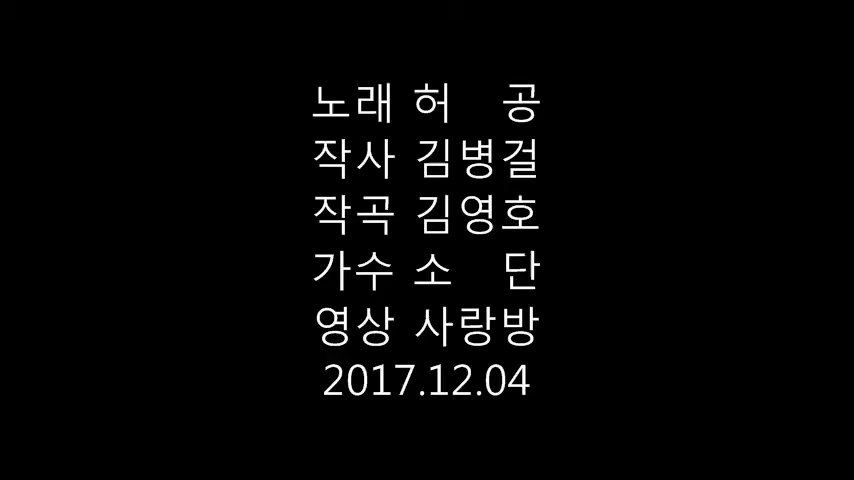 노래 허 공
작사 김병걸
작곡 김영호
가수 소 단
영상 사랑방
2017.12.04